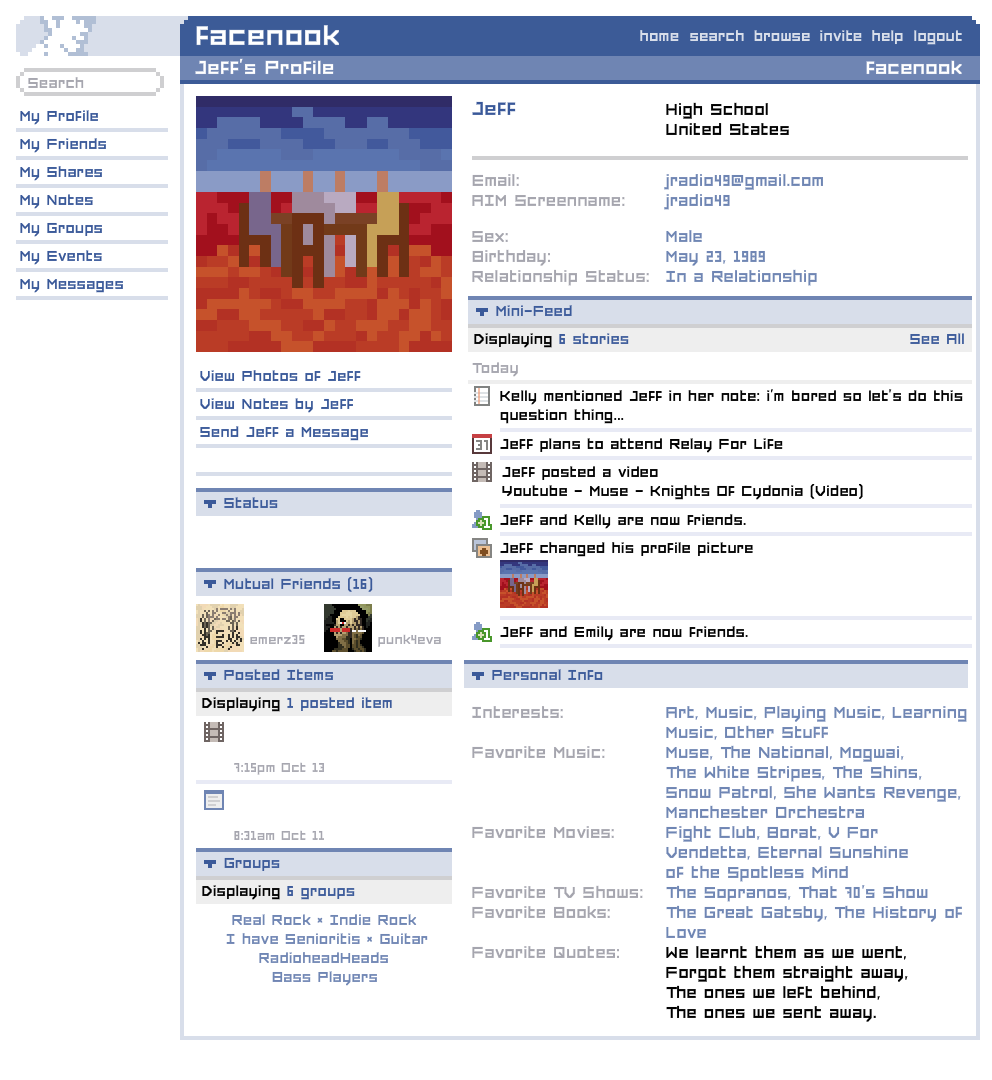 Facenook
home search browse invite help logout
Jeff's Profile
Facenook
Search
My Profile
My Friends
My Shares
My Notes
My Groups
My Events
My Messages
Jeff
High School
United States
Email: jradio49@gmail.com
AIM Screenname: jradio49
Sex: Male
Birthday: May 23, 1989
Relationship Status: In a Relationship
View Photos of Jeff
View Notes by Jeff
Send Jeff a Message
Status
Mutual Friends (16)
emerz35
punk4eva
Posted Items
Displaying 1 posted item
7:15pm Oct 13
8:31am Oct 11
Groups
Displaying 6 groups
Real Rock × Indie Rock
I have Senioritis × Guitar
RadioheadHeads
Bass Players
Mini-Feed
Displaying 6 stories
See All
Today
Kelly mentioned Jeff in her note: i'm bored so let's do this
question thing...
31
Jeff plans to attend Relay For Life
Jeff posted a video
Youtube - Muse - Knights Of Cydonia (Video)
Jeff and Kelly are now friends.
Jeff changed his profile picture
Jeff and Emily are now friends.
Personal Info
Interests: Art, Music, Playing Music, Learning
Music, Other Stuff
Favorite Music: Muse, The National, Mogwai,
The White Stripes, The Shins,
Snow Patrol, She Wants Revenge,
Manchester Orchestra
Favorite Movies: Fight Club, Borat, V For
Vendetta, Eternal Sunshine
of the Spotless Mind
Favorite TV Shows: The Sopranos, That 70's Show
Favorite Books: The Great Gatsby, The History of
Love
Favorite Quotes: We learnt them as we went,
Forgot them straight away,
The ones we left behind,
The ones we sent away.